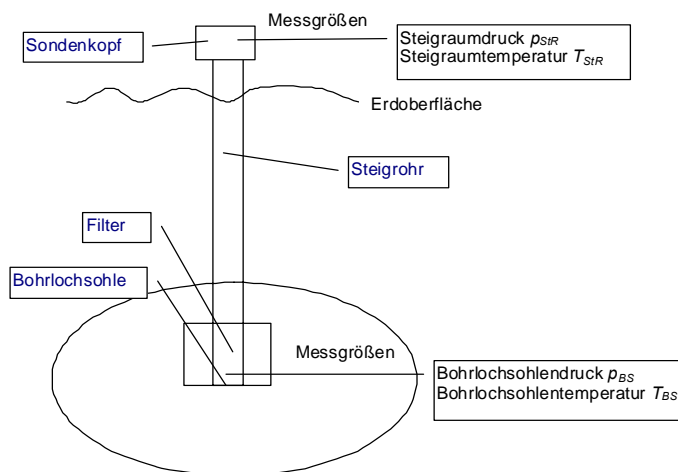 Messgrößen
Sondenkopf
Steigraumdruck pStR
Steigraumtemperatur TStR
Erdoberfläche
Steigrohr
Filter
Bohrlochsohle
Messgrößen
Bohrlochsohlendruck pBS
Bohrlochsohlentemperatur TBS